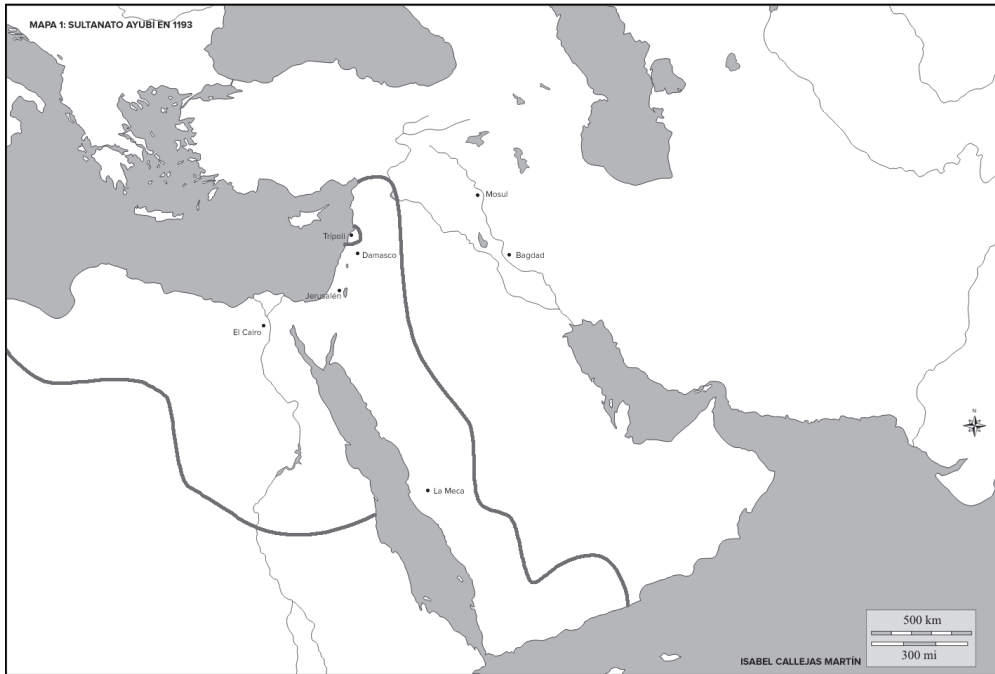 MAPA 1: SULTANATO AYUBÍ EN 1193
Mosul
Trípoli
Damasco
Bagdad
Jerusalén
El Cairo
N
La Meca
500 km
300 mi
ISABEL CALLEJAS MARTÍN